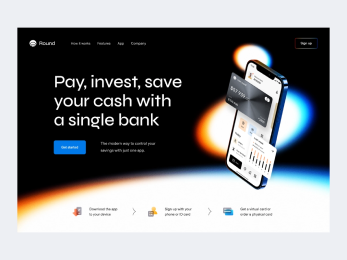 Round
How it works Features App Company
Sign up
Pay, invest, save
your cash with
a single bank
Get started
The modern way to control your
savings with just one app.
Download the app
to your device
Sign up with your
phone or ID card
Get a virtual card or
order a physical card